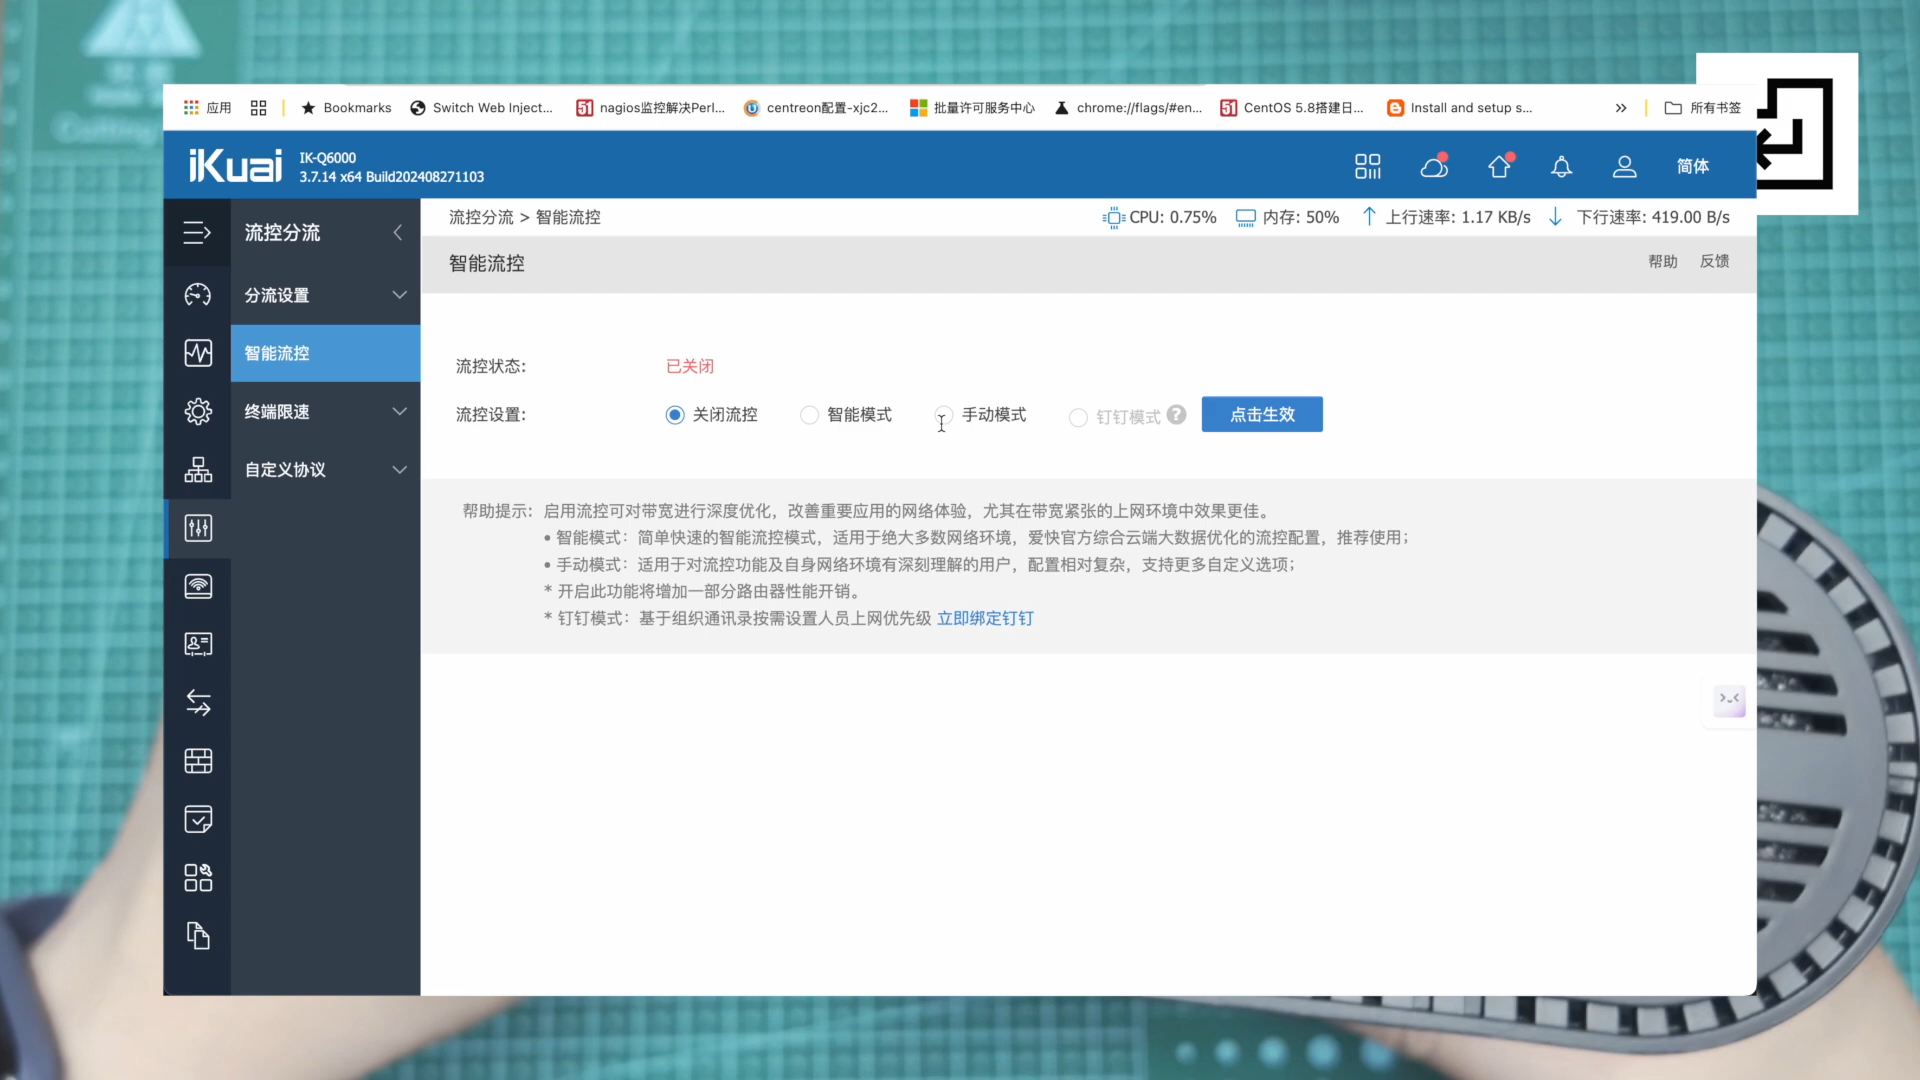 应用
Bookmarks
Switch Web Inject...
nagios监控解决Perl...
centreon配置-xjc2...
批量许可服务中心
chrome://flags/#en...
CentOS 5.8搭建日...
Install and setup s...
所有书签
iKuai
IK-Q6000
3.7.14 x64 Build202408271103
简体
流控分流
分流设置
智能流控
终端限速
自定义协议
流控分流 > 智能流控
CPU: 0.75%
内存: 50%
上行速率: 1.17 KB/s
下行速率: 419.00 B/s
智能流控
帮助
反馈
流控状态:
已关闭
流控设置:
关闭流控
智能模式
手动模式
钉钉模式
点击生效
帮助提示: 启用流控可对带宽进行深度优化，改善重要应用的网络体验，尤其在带宽紧张的上网环境中效果更佳。
• 智能模式：简单快速的智能流控模式，适用于绝大多数网络环境，爱快官方综合云端大数据优化的流控配置，推荐使用；
• 手动模式：适用于对流控功能及自身网络环境有深刻理解的用户，配置相对复杂，支持更多自定义选项；
* 开启此功能将增加一部分路由器性能开销。
* 钉钉模式：基于组织通讯录按需设置人员上网优先级 立即绑定钉钉